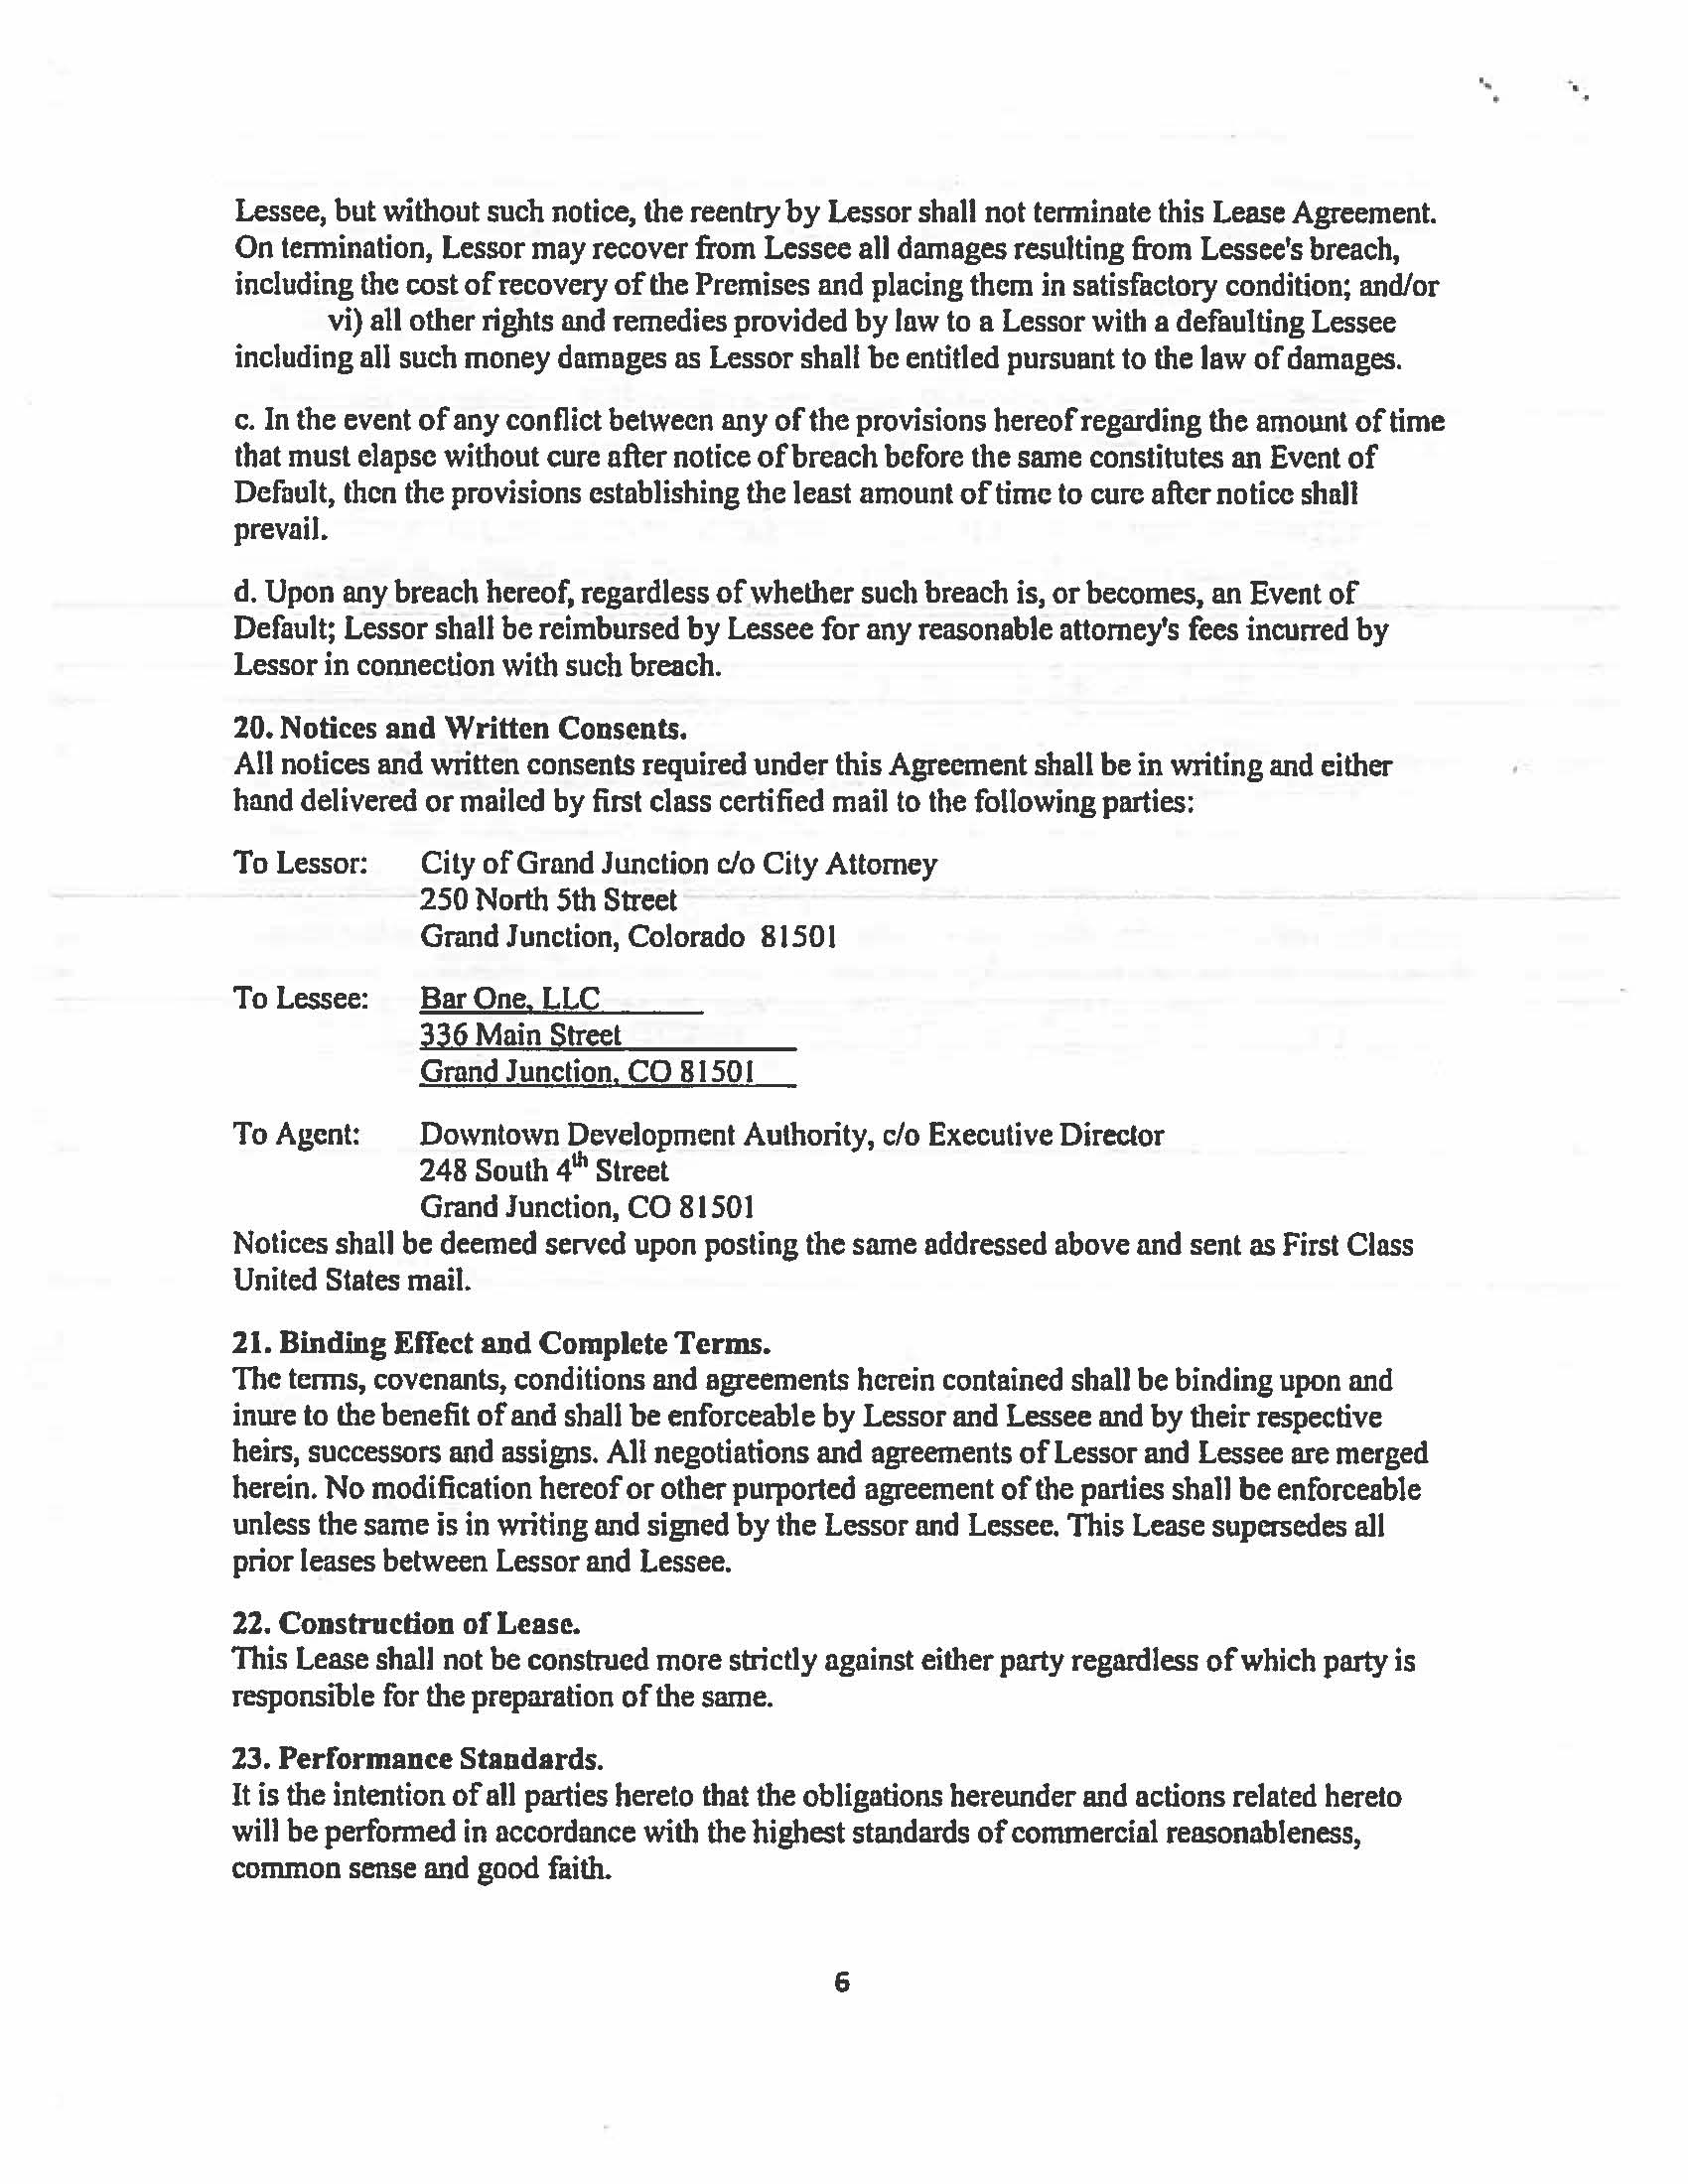 Lessee, but without such notice, the reentry by Lessor shall not terminate this Lease Agreement.
On termination, Lessor may recover from Lessee all damages resulting from Lessee's breach,
including the cost of recovery of the Premises and placing them in satisfactory condition; and/or
vi) all other rights and remedies provided by law to a Lessor with a defaulting Lessee
including all such money damages as Lessor shall be entitled pursuant to the law of damages.
c. In the event of any conflict between any of the provisions hereof regarding the amount of time
that must elapse without cure after notice of breach before the same constitutes an Event of
Default, then the provisions establishing the least amount of time to cure after notice shall
prevail.
d. Upon any breach hereof, regardless of whether such breach is, or becomes, an Event of
Default; Lessor shall be reimbursed by Lessee for any reasonable attorney's fees incurred by
Lessor in connection with such breach.
20. Notices and Written Consents.
All notices and written consents required under this Agreement shall be in writing and either
hand delivered or mailed by first class certified mail to the following parties:
To Lessor: City of Grand Junction c/o City Attorney
250 North 5th Street
Grand Junction, Colorado 81501
To Lessee: Bar One, LLC
336 Main Street
Grand Junction, CO 81501
To Agent: Downtown Development Authority, c/o Executive Director
248 South 4th Street
Grand Junction, CO 81501
Notices shall be deemed served upon posting the same addressed above and sent as First Class
United States mail.
21. Binding Effect and Complete Terms.
The terms, covenants, conditions and agreements herein contained shall be binding upon and
inure to the benefit of and shall be enforceable by Lessor and Lessee and by their respective
heirs, successors and assigns. All negotiations and agreements of Lessor and Lessee are merged
herein. No modification hereof or other purported agreement of the parties shall be enforceable
unless the same is in writing and signed by the Lessor and Lessee. This Lease supersedes all
prior leases between Lessor and Lessee.
22. Construction of Lease.
This Lease shall not be construed more strictly against either party regardless of which party is
responsible for the preparation of the same.
23. Performance Standards.
It is the intention of all parties hereto that the obligations hereunder and actions related hereto
will be performed in accordance with the highest standards of commercial reasonableness,
common sense and good faith.
6